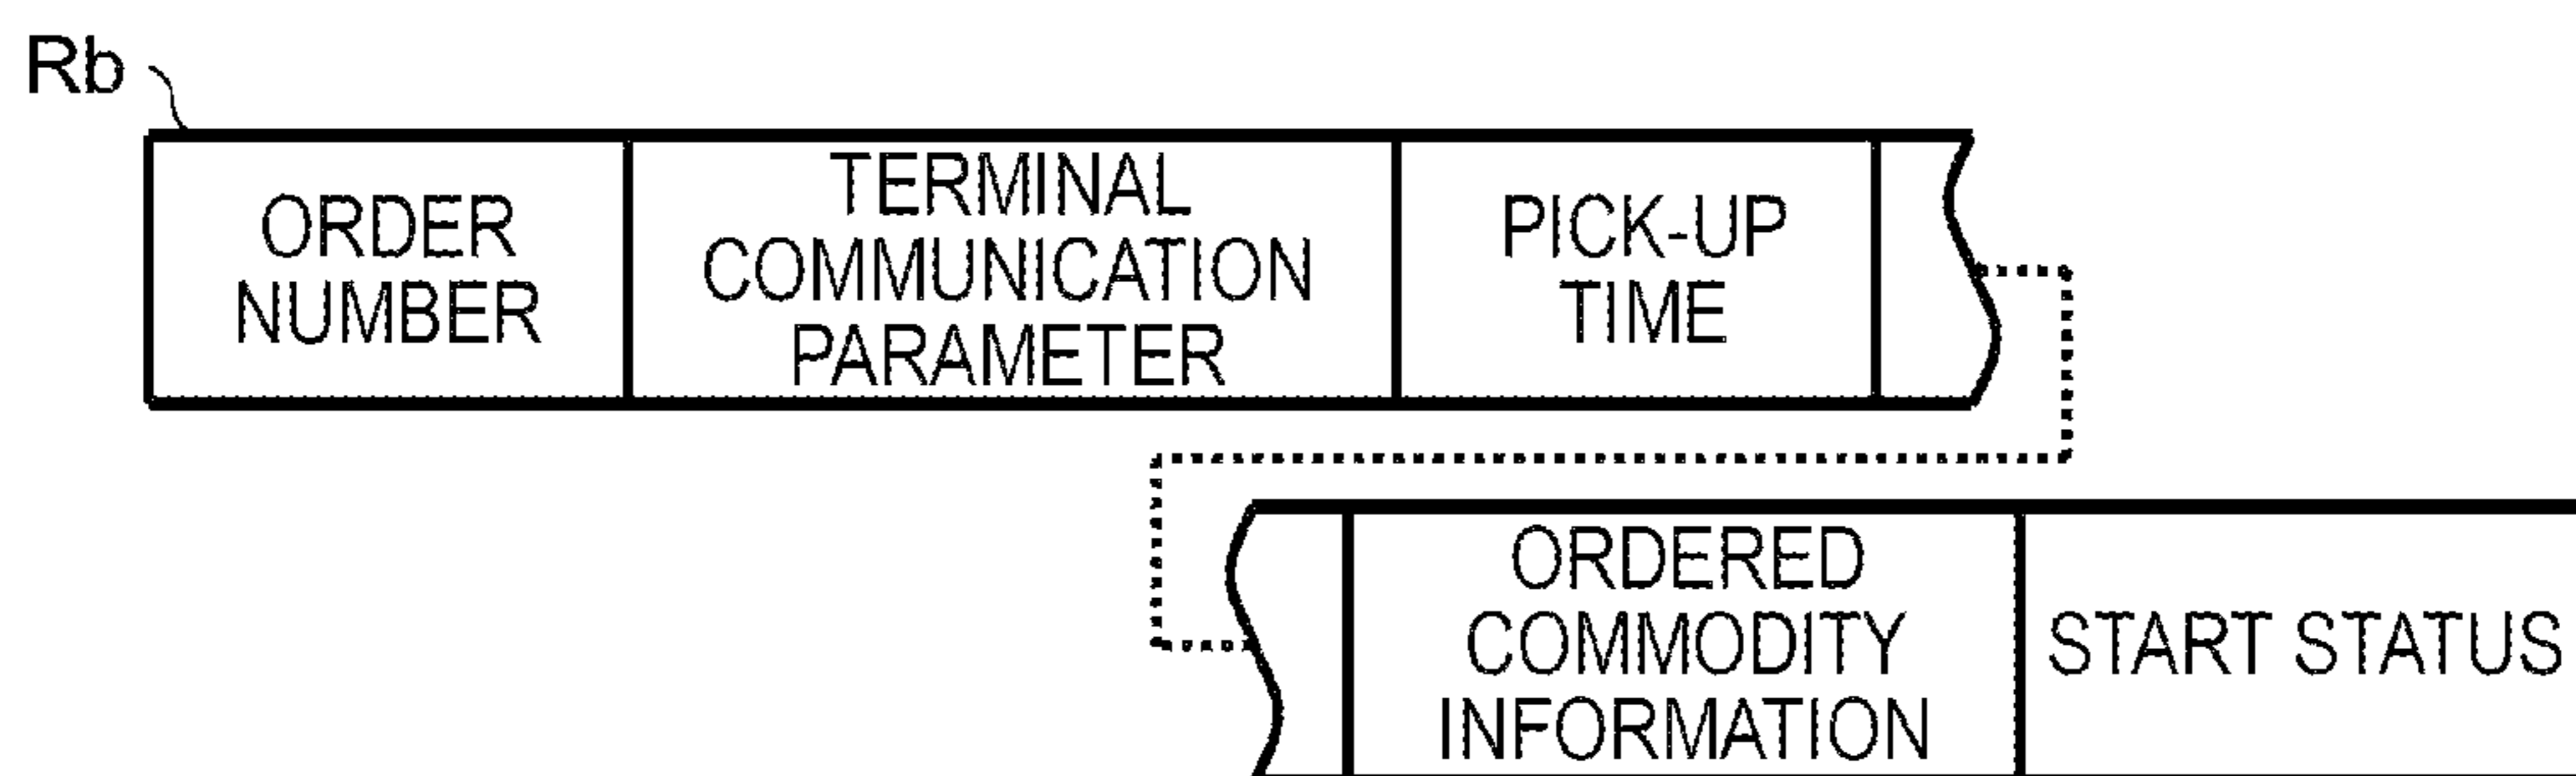 Rb
ORDER
NUMBER
TERMINAL
COMMUNICATION
PARAMETER
PICK-UP
TIME
ORDERED
COMMODITY
INFORMATION
START STATUS